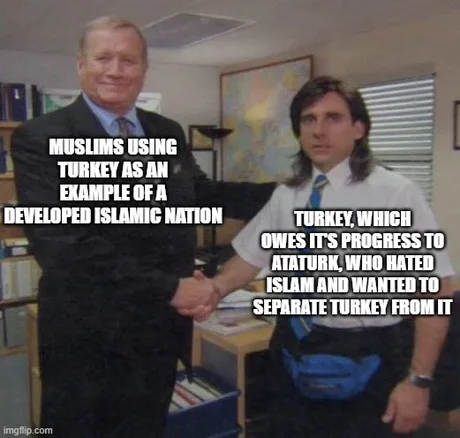 MUSLIMS USING
TURKEY AS AN
EXAMPLE OF A
DEVELOPED ISLAMIC NATION
TURKEY, WHICH
OWES IT'S PROGRESS TO
ATATURK, WHO HATED
ISLAM AND WANTED TO
SEPARATE TURKEY FROM IT
imgflip.com